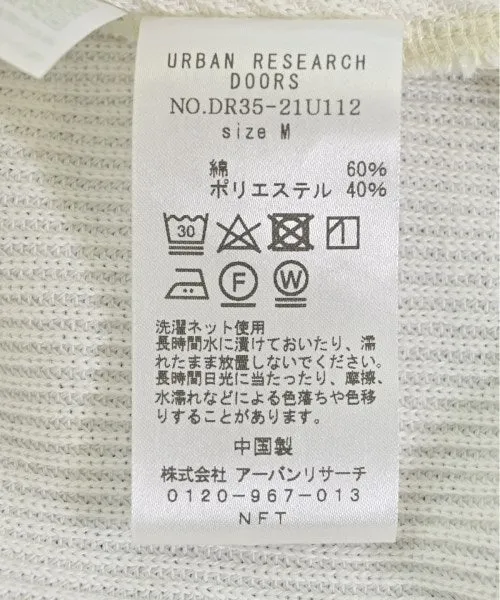 URBAN RESEARCH
DOORS
NO.DR35-21U112
size M
綿 60%
ポリエステル 40%
30
F
W
洗濯ネット使用
長時間水に漬けておいたり、濡
れたまま放置しないでください。
長時間日光に当たったり、摩擦、
水濡れなどによる色落ちや色移
りすることがあります。
中国製
株式会社 アーバンリサーチ
0120-967-013
NFT